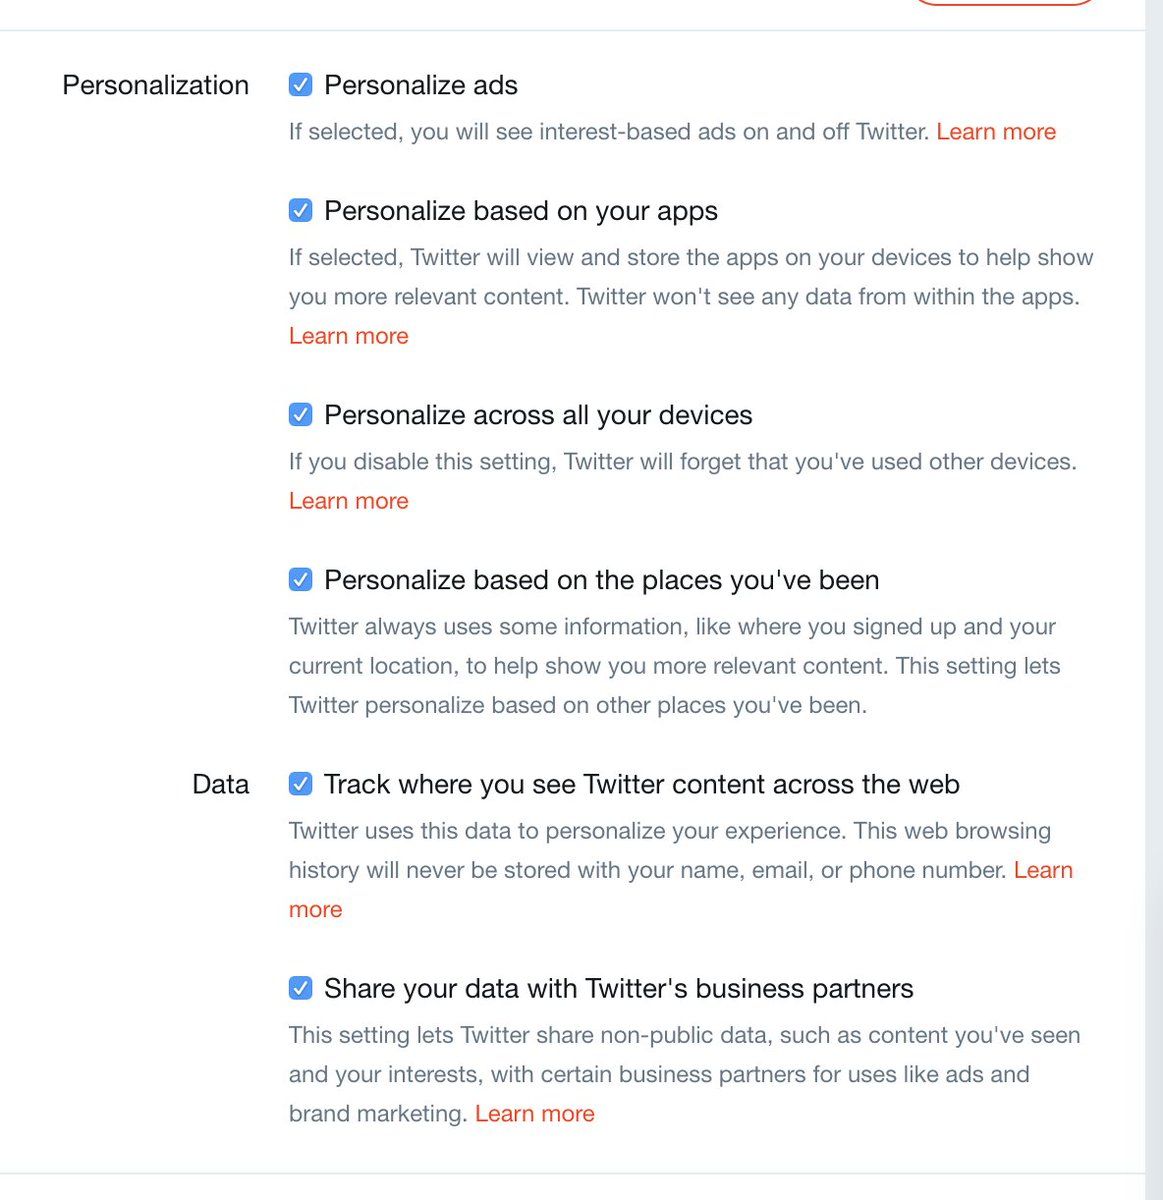 Personalization
Personalize ads
If selected, you will see interest-based ads on and off Twitter. Learn more
Personalize based on your apps
If selected, Twitter will view and store the apps on your devices to help show
you more relevant content. Twitter won't see any data from within the apps.
Learn more
Personalize across all your devices
If you disable this setting, Twitter will forget that you've used other devices.
Learn more
Personalize based on the places you've been
Twitter always uses some information, like where you signed up and your
current location, to help show you more relevant content. This setting lets
Twitter personalize based on other places you've been.
Data
Track where you see Twitter content across the web
Twitter uses this data to personalize your experience. This web browsing
history will never be stored with your name, email, or phone number. Learn
more
Share your data with Twitter's business partners
This setting lets Twitter share non-public data, such as content you've seen
and your interests, with certain business partners for uses like ads and
brand marketing. Learn more